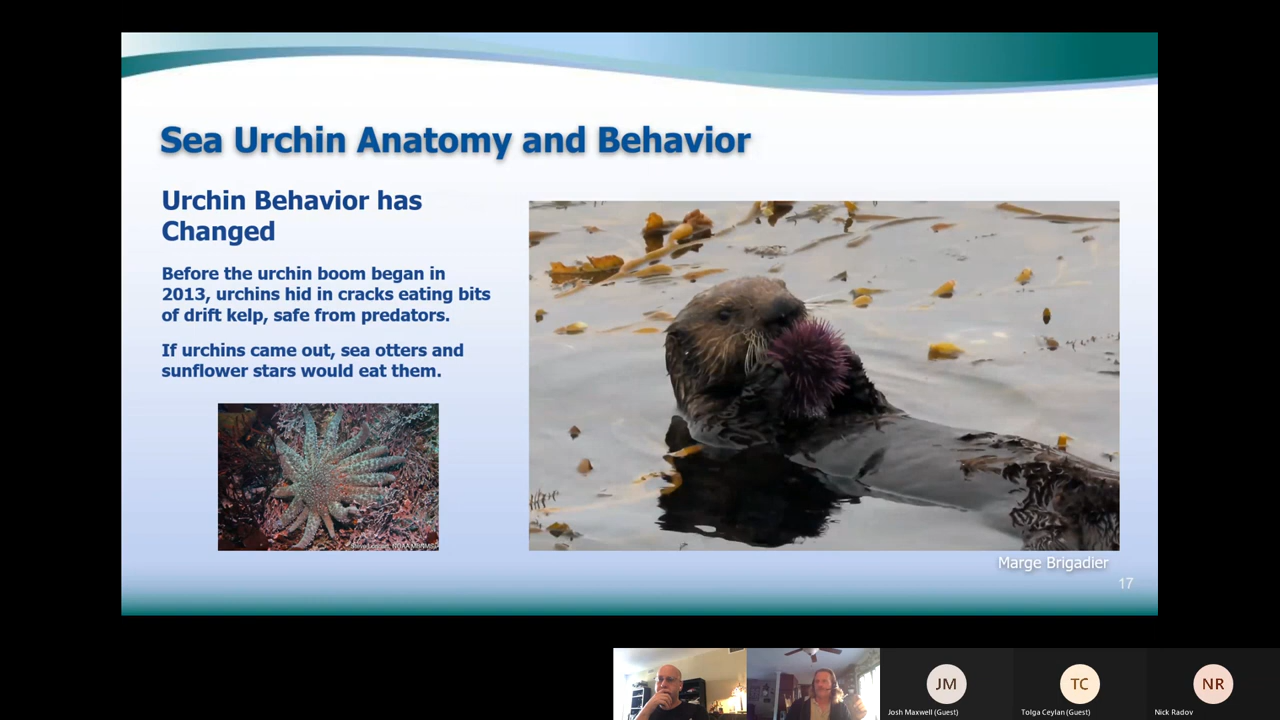 Sea Urchin Anatomy and Behavior
Urchin Behavior has
Changed
Before the urchin boom began in
2013, urchins hid in cracks eating bits
of drift kelp, safe from predators.
If urchins came out, sea otters and
sunflower stars would eat them.
Marge Brigadier
17
JM
TC
NR
Josh Maxwell (Guest)
Tolga Ceylan (Guest)
Nick Radov